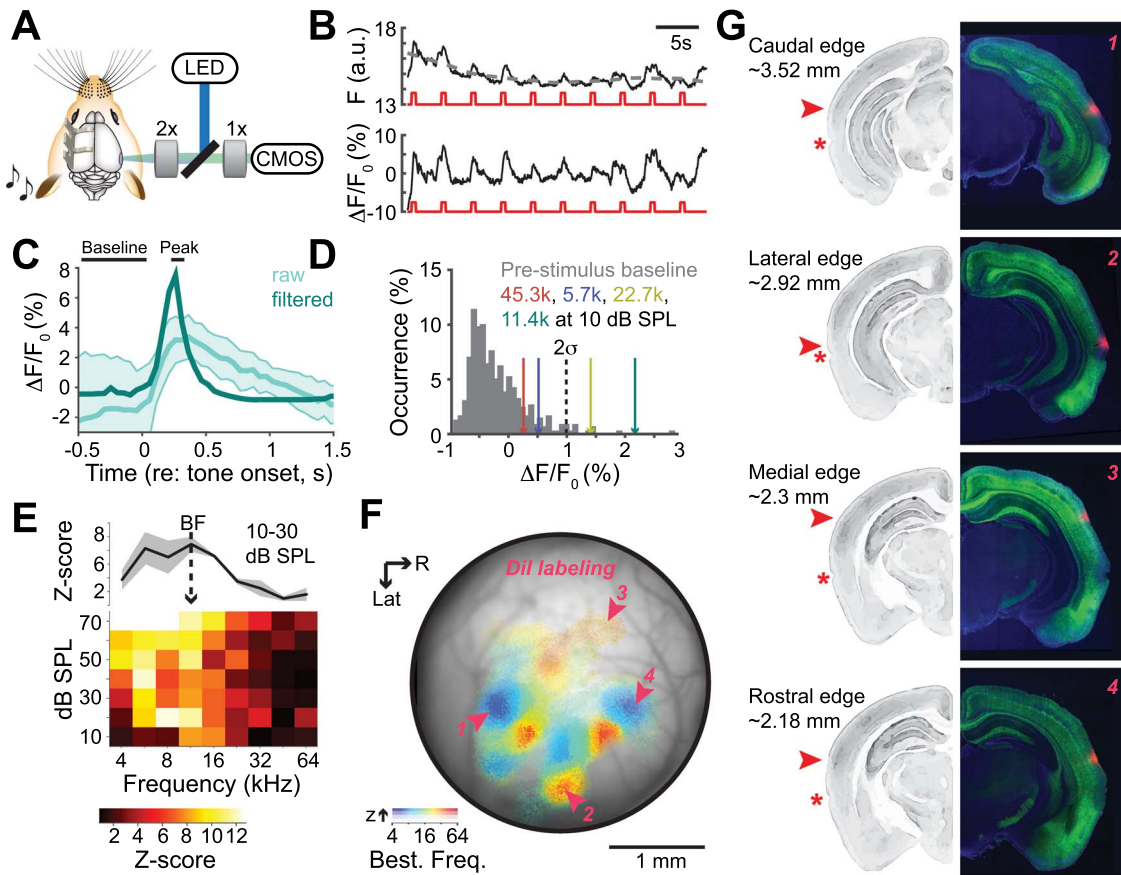 A
LED
2x
1x
CMOS
B
18
F (a.u.)
13
5s
10
0
-10
ΔF/F0 (%)
C
Baseline
Peak
raw
filtered
8
6
4
2
0
-2
ΔF/F0 (%)
-0.5
0
0.5
1
1.5
Time (re: tone onset, s)
D
15
10
5
0
Occurrence (%)
Pre-stimulus baseline
45.3k, 5.7k, 22.7k,
11.4k at 10 dB SPL
2σ
-1
0
1
2
3
ΔF/F0 (%)
E
BF
10-30
dB SPL
8
6
4
2
Z-score
70
50
30
10
dB SPL
4
8
16
32
64
Frequency (kHz)
2 4 6 8 10 12
Z-score
F
R
Lat
DiI labeling
3
4
1
2
z
4 16 64
Best. Freq.
1 mm
G
Caudal edge
~3.52 mm
*
1
Lateral edge
~2.92 mm
*
2
Medial edge
~2.3 mm
*
3
Rostral edge
~2.18 mm
*
4